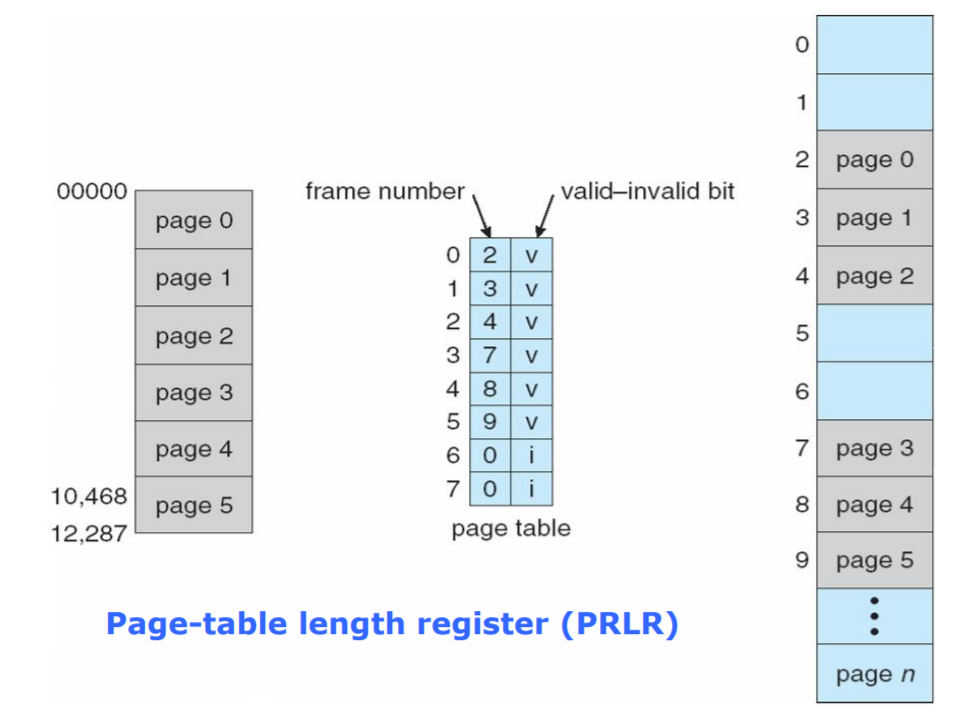 00000
page 0
page 1
page 2
page 3
page 4
10,468
page 5
12,287
frame number
valid–invalid bit
0 2 v
1 3 v
2 4 v
3 7 v
4 8 v
5 9 v
6 0 i
7 0 i
page table
0
1
2 page 0
3 page 1
4 page 2
5
6
7 page 3
8 page 4
9 page 5
page n
Page-table length register (PRLR)